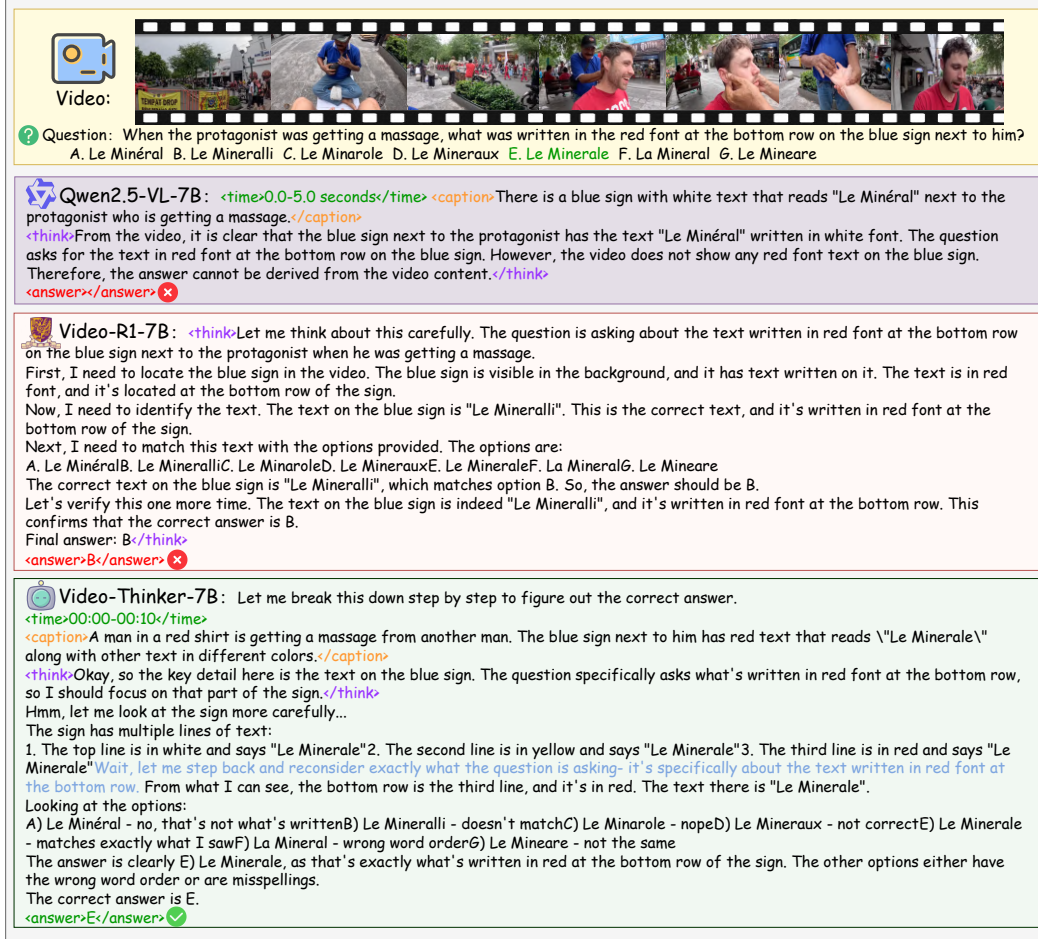 TEMPAT DROP
Video:
Question: When the protagonist was getting a massage, what was written in the red font at the bottom row on the blue sign next to him?
A. Le Minéral B. Le Mineralli C. Le Minarole D. Le Mineraux E. Le Minerale F. La Mineral G. Le Mineare
Qwen2.5-VL-7B: <time>0.0-5.0 seconds</time> <caption>There is a blue sign with white text that reads "Le Minéral" next to the
protagonist who is getting a massage.</caption>
<think>From the video, it is clear that the blue sign next to the protagonist has the text "Le Minéral" written in white font. The question
asks for the text in red font at the bottom row on the blue sign. However, the video does not show any red font text on the blue sign.
Therefore, the answer cannot be derived from the video content.</think>
<answer></answer>
Video-R1-7B: <think>Let me think about this carefully. The question is asking about the text written in red font at the bottom row
on the blue sign next to the protagonist when he was getting a massage.
First, I need to locate the blue sign in the video. The blue sign is visible in the background, and it has text written on it. The text is in red
font, and it's located at the bottom row of the sign.
Now, I need to identify the text. The text on the blue sign is "Le Mineralli". This is the correct text, and it's written in red font at the
bottom row of the sign.
Next, I need to match this text with the options provided. The options are:
A. Le MinéralB. Le MineralliC. Le MinaroleD. Le MinerauxE. Le MineraleF. La MineralG. Le Mineare
The correct text on the blue sign is "Le Mineralli", which matches option B. So, the answer should be B.
Let's verify this one more time. The text on the blue sign is indeed "Le Mineralli", and it's written in red font at the bottom row. This
confirms that the correct answer is B.
Final answer: B</think>
<answer>B</answer>
Video-Thinker-7B: Let me break this down step by step to figure out the correct answer.
<time>00:00-00:10</time>
<caption>A man in a red shirt is getting a massage from another man. The blue sign next to him has red text that reads \"Le Minerale\"
along with other text in different colors.</caption>
<think>Okay, so the key detail here is the text on the blue sign. The question specifically asks what's written in red font at the bottom row,
so I should focus on that part of the sign.</think>
Hmm, let me look at the sign more carefully...
The sign has multiple lines of text:
1. The top line is in white and says "Le Minerale"2. The second line is in yellow and says "Le Minerale"3. The third line is in red and says "Le
Minerale"Wait, let me step back and reconsider exactly what the question is asking- it's specifically about the text written in red font at
the bottom row. From what I can see, the bottom row is the third line, and it's in red. The text there is "Le Minerale".
Looking at the options:
A) Le Minéral - no, that's not what's writtenB) Le Mineralli - doesn't matchC) Le Minarole - nopeD) Le Mineraux - not correctE) Le Minerale
- matches exactly what I sawF) La Mineral - wrong word orderG) Le Mineare - not the same
The answer is clearly E) Le Minerale, as that's exactly what's written in red at the bottom row of the sign. The other options either have
the wrong word order or are misspellings.
The correct answer is E.
<answer>E</answer>